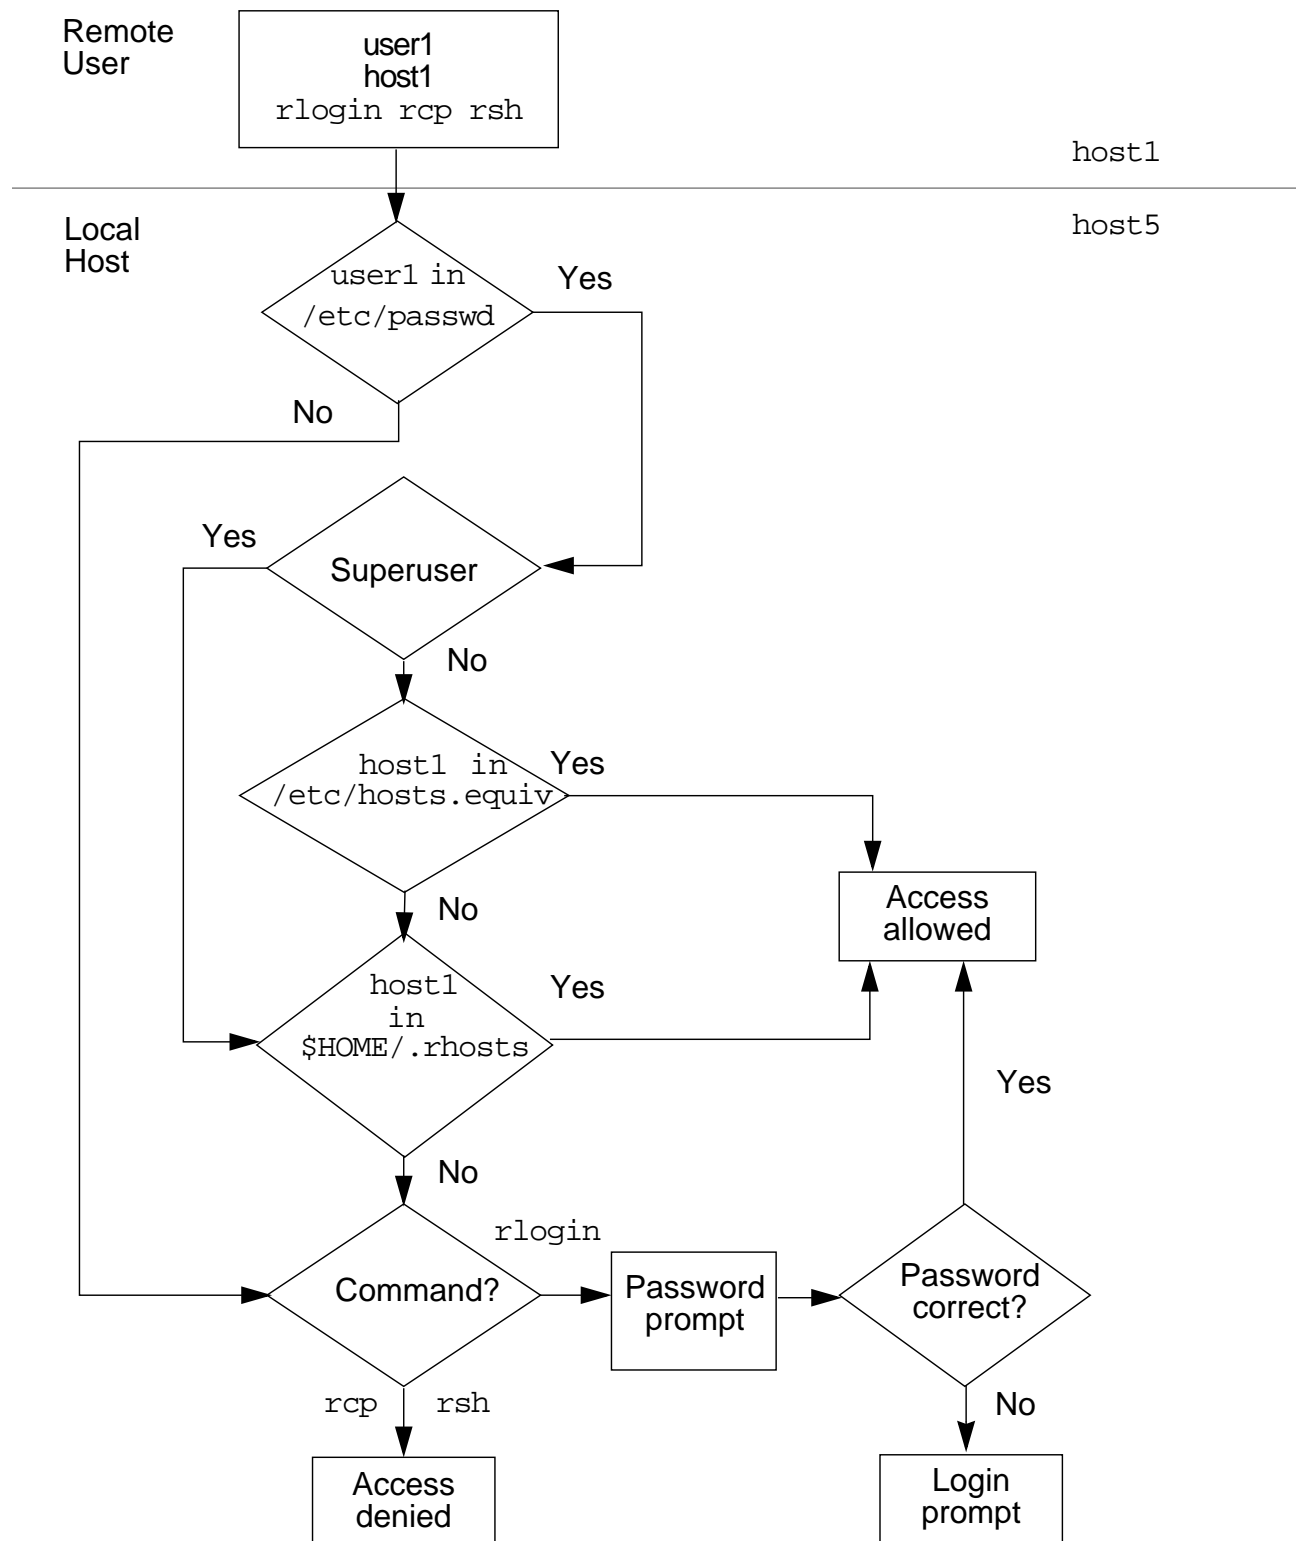 Remote
User
user1
host1
rlogin rcp rsh
host1
Local
Host
host5
user1 in
/etc/passwd
Yes
No
Yes
Superuser
No
host1 in
/etc/hosts.equiv
Yes
Access
allowed
No
host1
in
$HOME/.rhosts
Yes
Yes
No
rlogin
Command?
Password
prompt
Password
correct?
rcp rsh
No
Access
denied
Login
prompt